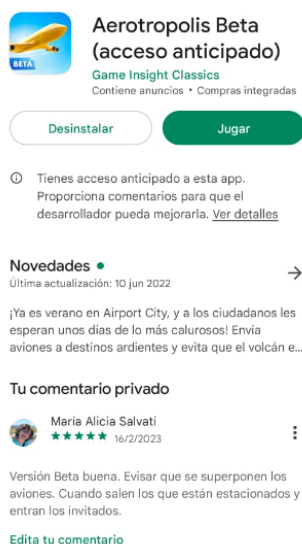 Aerotropolis Beta
(acceso anticipado)
Game Insight Classics
Contiene anuncios • Compras integradas
BETA
Desinstalar
Jugar
Tienes acceso anticipado a esta app.
Proporciona comentarios para que el
desarrollador pueda mejorarla. Ver detalles
Novedades •
Última actualización: 10 jun 2022
¡Ya es verano en Airport City, y a los ciudadanos les
esperan unos días de lo más calurosos! Envía
aviones a destinos ardientes y evita que el volcán e...
Tu comentario privado
María Alicia Salvati
16/2/2023
Versión Beta buena. Evisar que se superponen los
aviones. Cuando salen los que están estacionados y
entran los invitados.
Edita tu comentario